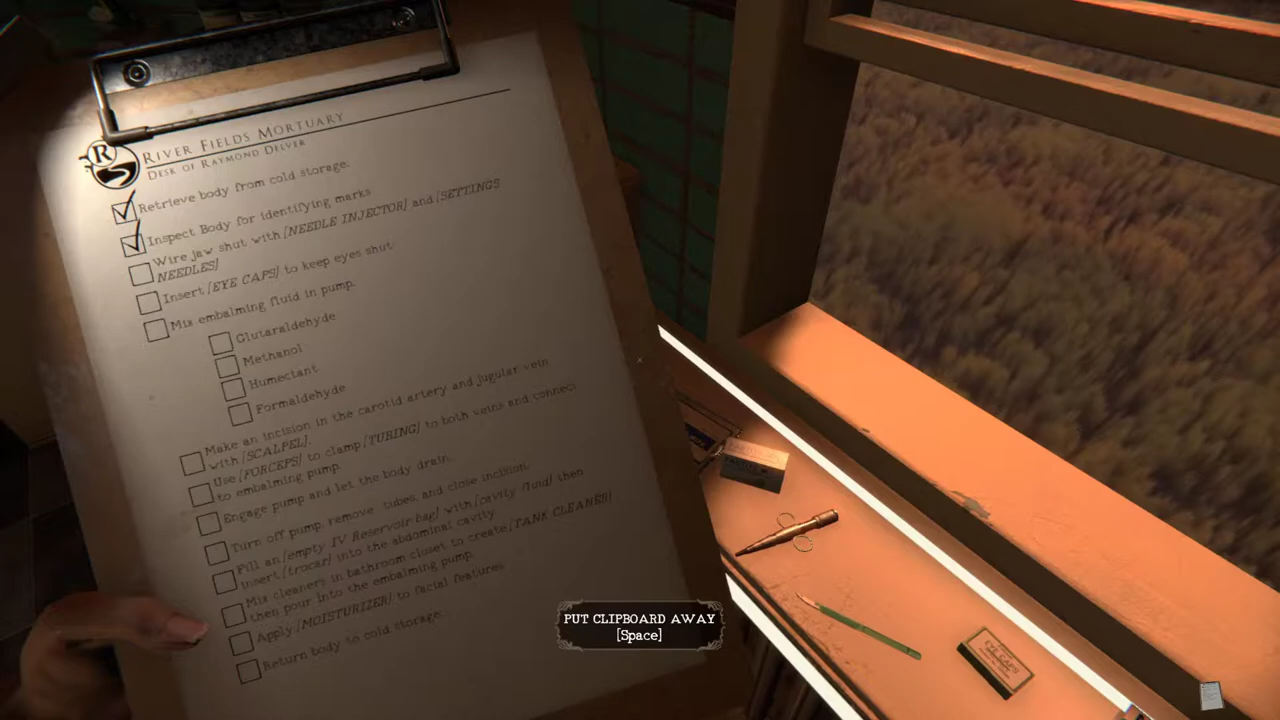 RIVER FIELDS MORTUARY
DESK OF RAYMOND DELVER
R
Retrieve body from cold storage.
Inspect Body for identifying marks
Wire jaw shut with [NEEDLE INJECTOR] and [SETTINGS
NEEDLES]
Insert [EYE CAPS] to keep eyes shut
Mix embalming fluid in pump.
Glutaraldehyde
Methanol
Humectant
Formaldehyde
Make an incision in the carotid artery and jugular vein
with [SCALPEL].
Use [FORCEPS] to clamp [TUBING] to both veins and connect
to embalming pump.
Engage pump and let the body drain.
Turn off pump, remove tubes, and close incision.
Fill an [empty IV Reservoir bag] with [cavity fluid] then
insert [trocar] into the abdominal cavity
Mix cleaners in bathroom closet to create [TANK CLEANER]
then pour into the embalming pump.
Apply [MOISTURIZER] to facial features
Return body to cold storage.
PUT CLIPBOARD AWAY
[Space]
EYE CAPS